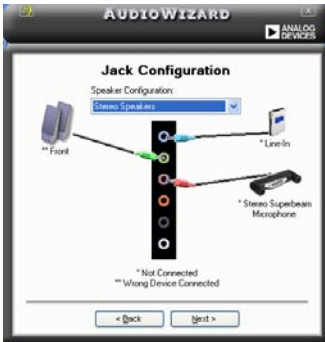 AUDIOWIZARD
ANALOG
DEVICES
Jack Configuration
Speaker Configuration:
Stereo Speakers
** Front
* Line-In
* Stereo Superbeam
Microphone
* Not Connected
** Wrong Device Connected
< Back
Next >